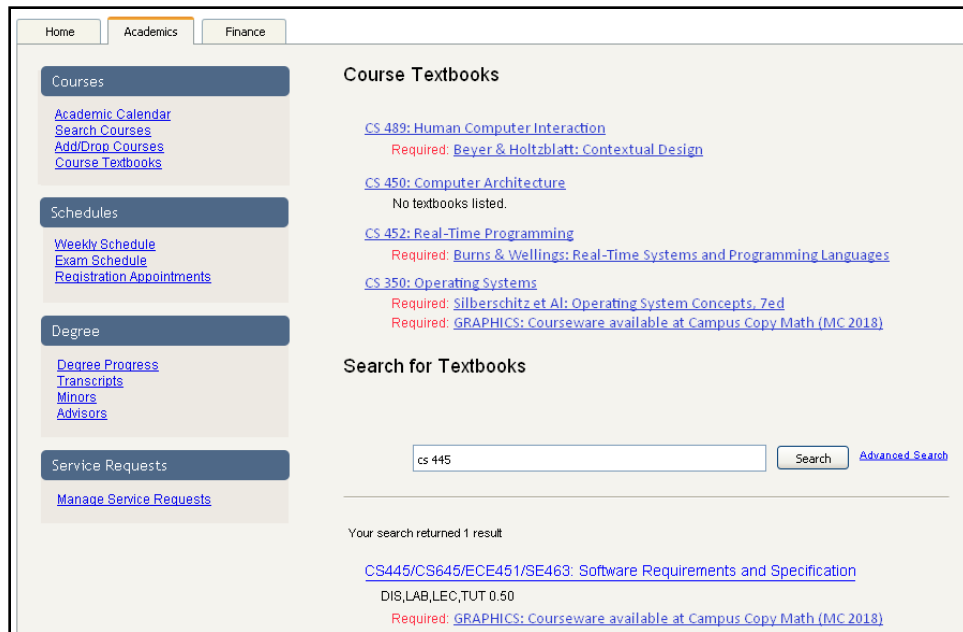 Home Academics Finance
Courses
Academic Calendar
Search Courses
Add/Drop Courses
Course Textbooks
Schedules
Weekly Schedule
Exam Schedule
Registration Appointments
Degree
Degree Progress
Transcripts
Minors
Advisors
Service Requests
Manage Service Requests
Course Textbooks
CS 489: Human Computer Interaction
Required: Beyer & Holtzblatt: Contextual Design
CS 450: Computer Architecture
No textbooks listed.
CS 452: Real-Time Programming
Required: Burns & Wellings: Real-Time Systems and Programming Languages
CS 350: Operating Systems
Required: Silberschitz et Al: Operating System Concepts, 7ed
Required: GRAPHICS: Courseware available at Campus Copy Math (MC 2018)
Search for Textbooks
cs 445 Search Advanced Search
Your search returned 1 result
CS445/CS645/ECE451/SE463: Software Requirements and Specification
DIS,LAB,LEC,TUT 0.50
Required: GRAPHICS: Courseware available at Campus Copy Math (MC 2018)